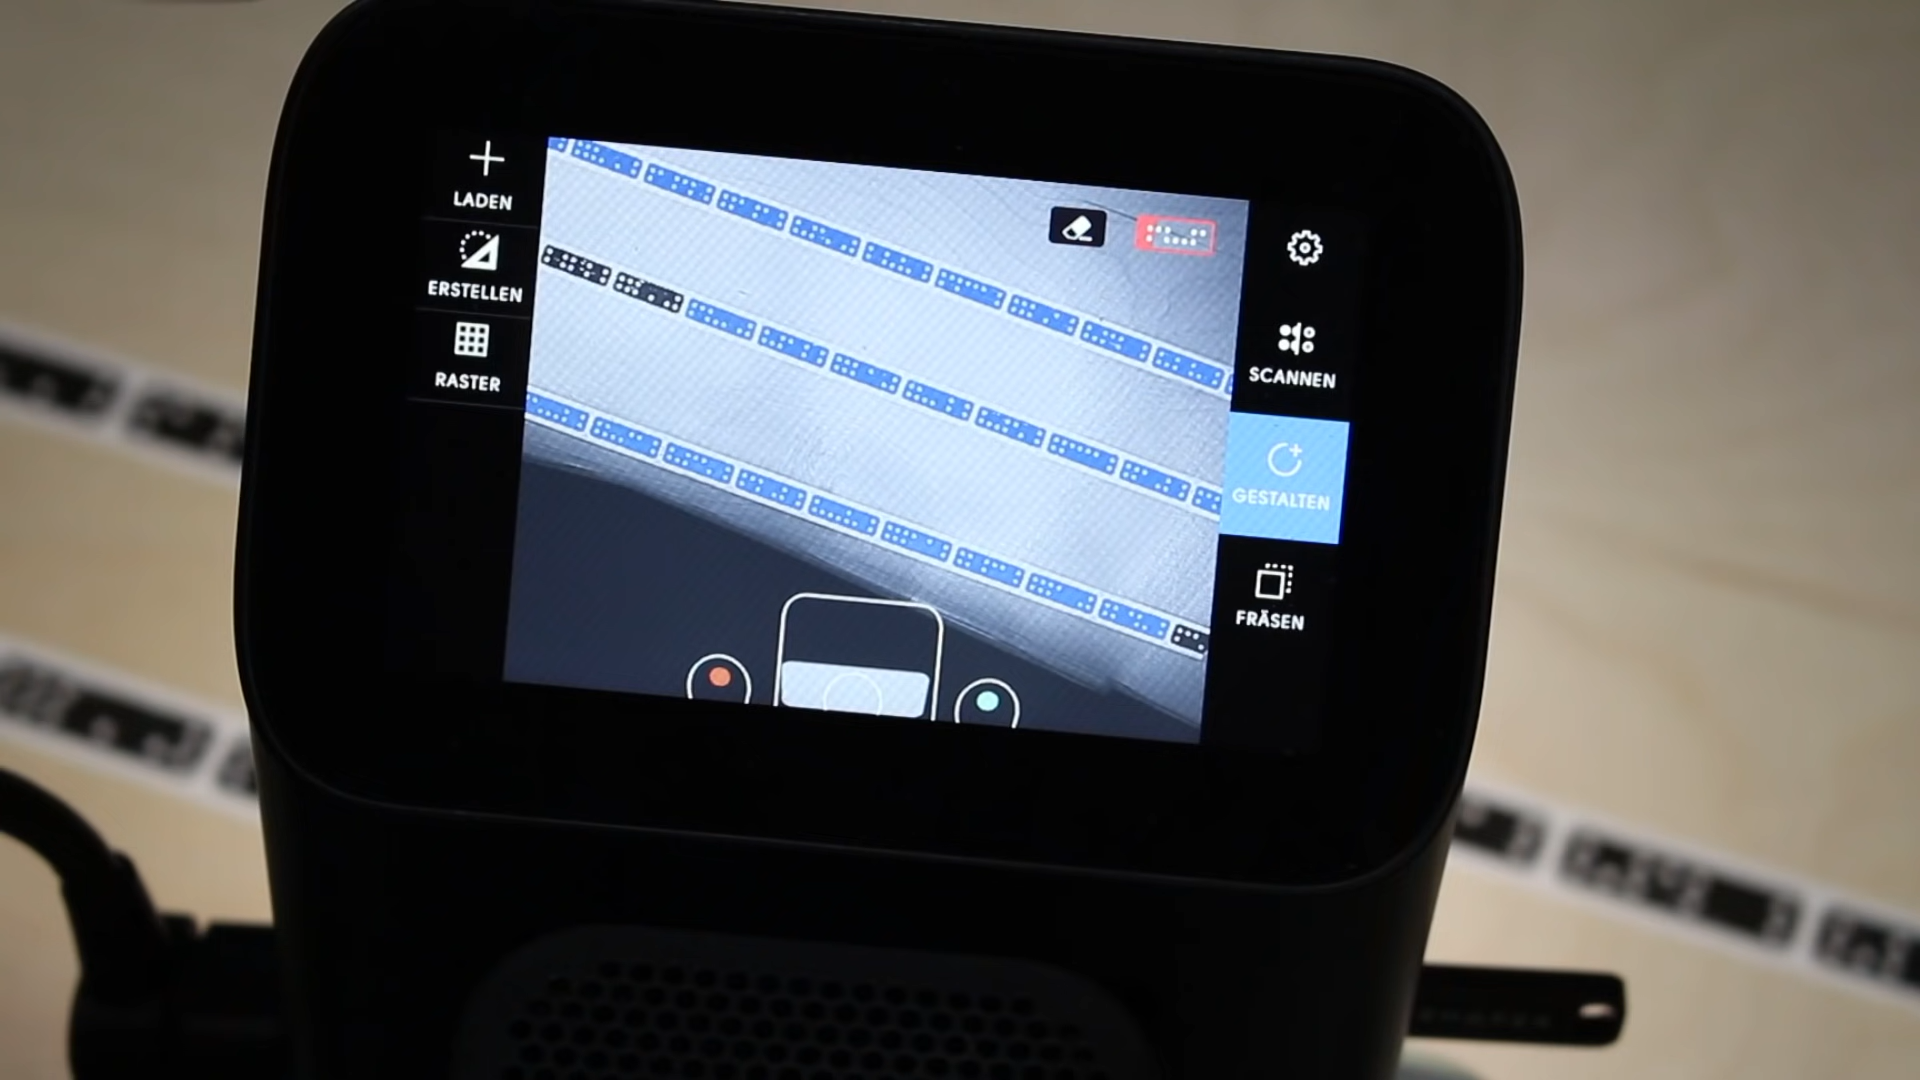 LADEN
ERSTELLEN
RASTER
SCANNEN
GESTALTEN
FRÄSEN